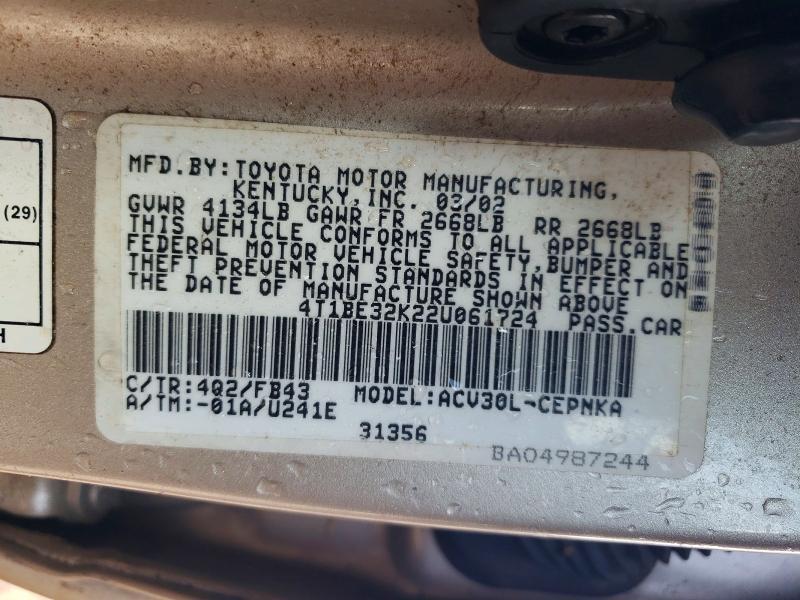 (29)
H
MFD.BY:TOYOTA MOTOR MANUFACTURING,
KENTUCKY,INC. 03/02
GVWR 4134LB GAWR FR 2668LB RR 2668LB
THIS VEHICLE CONFORMS TO ALL APPLICABLE
FEDERAL MOTOR VEHICLE SAFETY,BUMPER AND
THEFT PREVENTION STANDARDS IN EFFECT ON
THE DATE OF MANUFACTURE SHOWN ABOVE
4T1BE32K22U061724 PASS.CAR
C/TR:4Q2/FB43 MODEL:ACV30L-CEPNKA
A/TM:-01A/U241E
31356
BA04987244